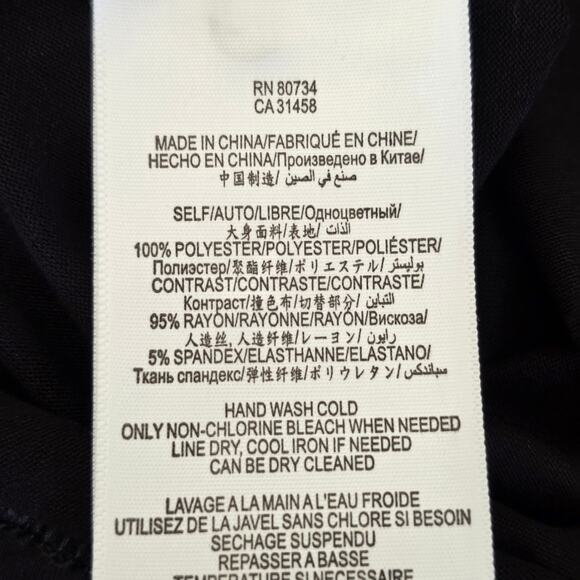 RN 80734
CA 31458
MADE IN CHINA/FABRIQUÉ EN CHINE/
HECHO EN CHINA/Произведено в Китае/
中国制造/ صنع في الصين/
SELF/AUTO/LIBRE/Одноцветный/
大身面料/表地/ الذات/
100% POLYESTER/POLYESTER/POLIÉSTER/
Полиэстер/聚酯纤维/ポリエステル/ بوليستر/
CONTRAST/CONTRASTE/CONTRASTE/
Контраст/撞色布/切替部分/ التباين/
95% RAYON/RAYONNE/RAYON/Вискоза/
人造丝, 人造纤维/レーヨン/ رايون/
5% SPANDEX/ELASTHANNE/ELASTANO/
Ткань спандекс/弹性纤维/ポリウレタン/ سباندكس/
HAND WASH COLD
ONLY NON-CHLORINE BLEACH WHEN NEEDED
LINE DRY, COOL IRON IF NEEDED
CAN BE DRY CLEANED
LAVAGE A LA MAIN A L'EAU FROIDE
UTILISEZ DE LA JAVEL SANS CHLORE SI BESOIN
SECHAGE SUSPENDU
REPASSER A BASSE
TEMPERATURE SI NECESSAIRE